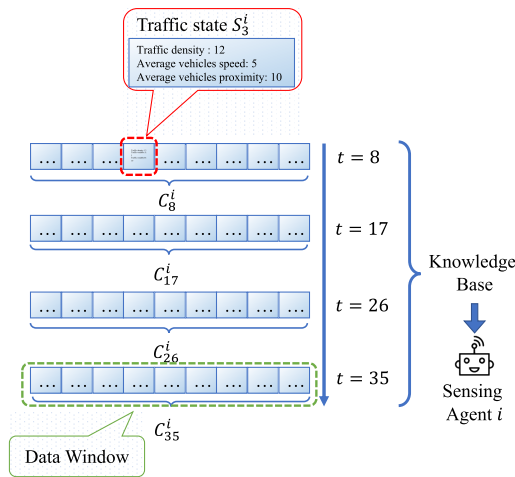 Traffic state S_3^i
Traffic density : 12
Average vehicles speed: 5
Average vehicles proximity: 10
... ... ... ... ... ... ... ...
t = 8
C_8^i
... ... ... ... ... ... ... ... ...
t = 17
C_17^i
Knowledge
Base
... ... ... ... ... ... ... ... ...
t = 26
C_26^i
... ... ... ... ... ... ... ... ...
t = 35
Sensing
Agent i
C_35^i
Data Window